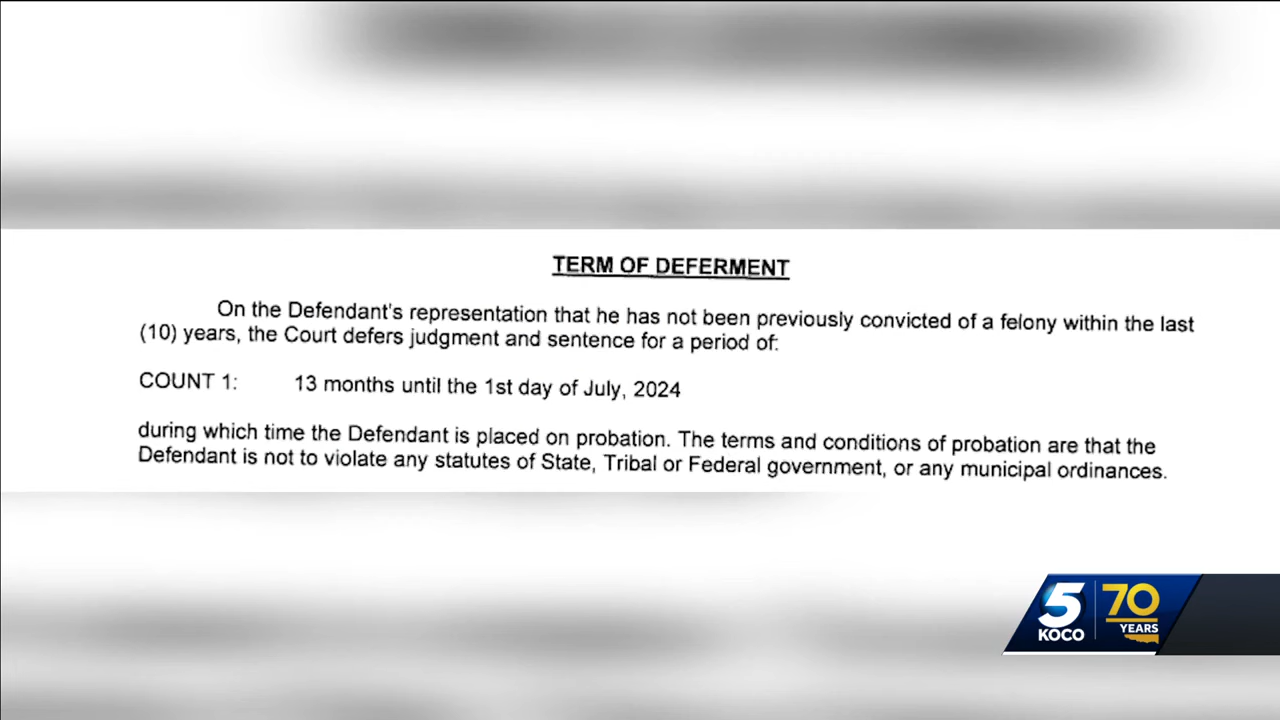 TERM OF DEFERMENT
On the Defendant's representation that he has not been previously convicted of a felony within the last
(10) years, the Court defers judgment and sentence for a period of:
COUNT 1: 13 months until the 1st day of July, 2024
during which time the Defendant is placed on probation. The terms and conditions of probation are that the
Defendant is not to violate any statutes of State, Tribal or Federal government, or any municipal ordinances.
5 70
KOCO YEARS